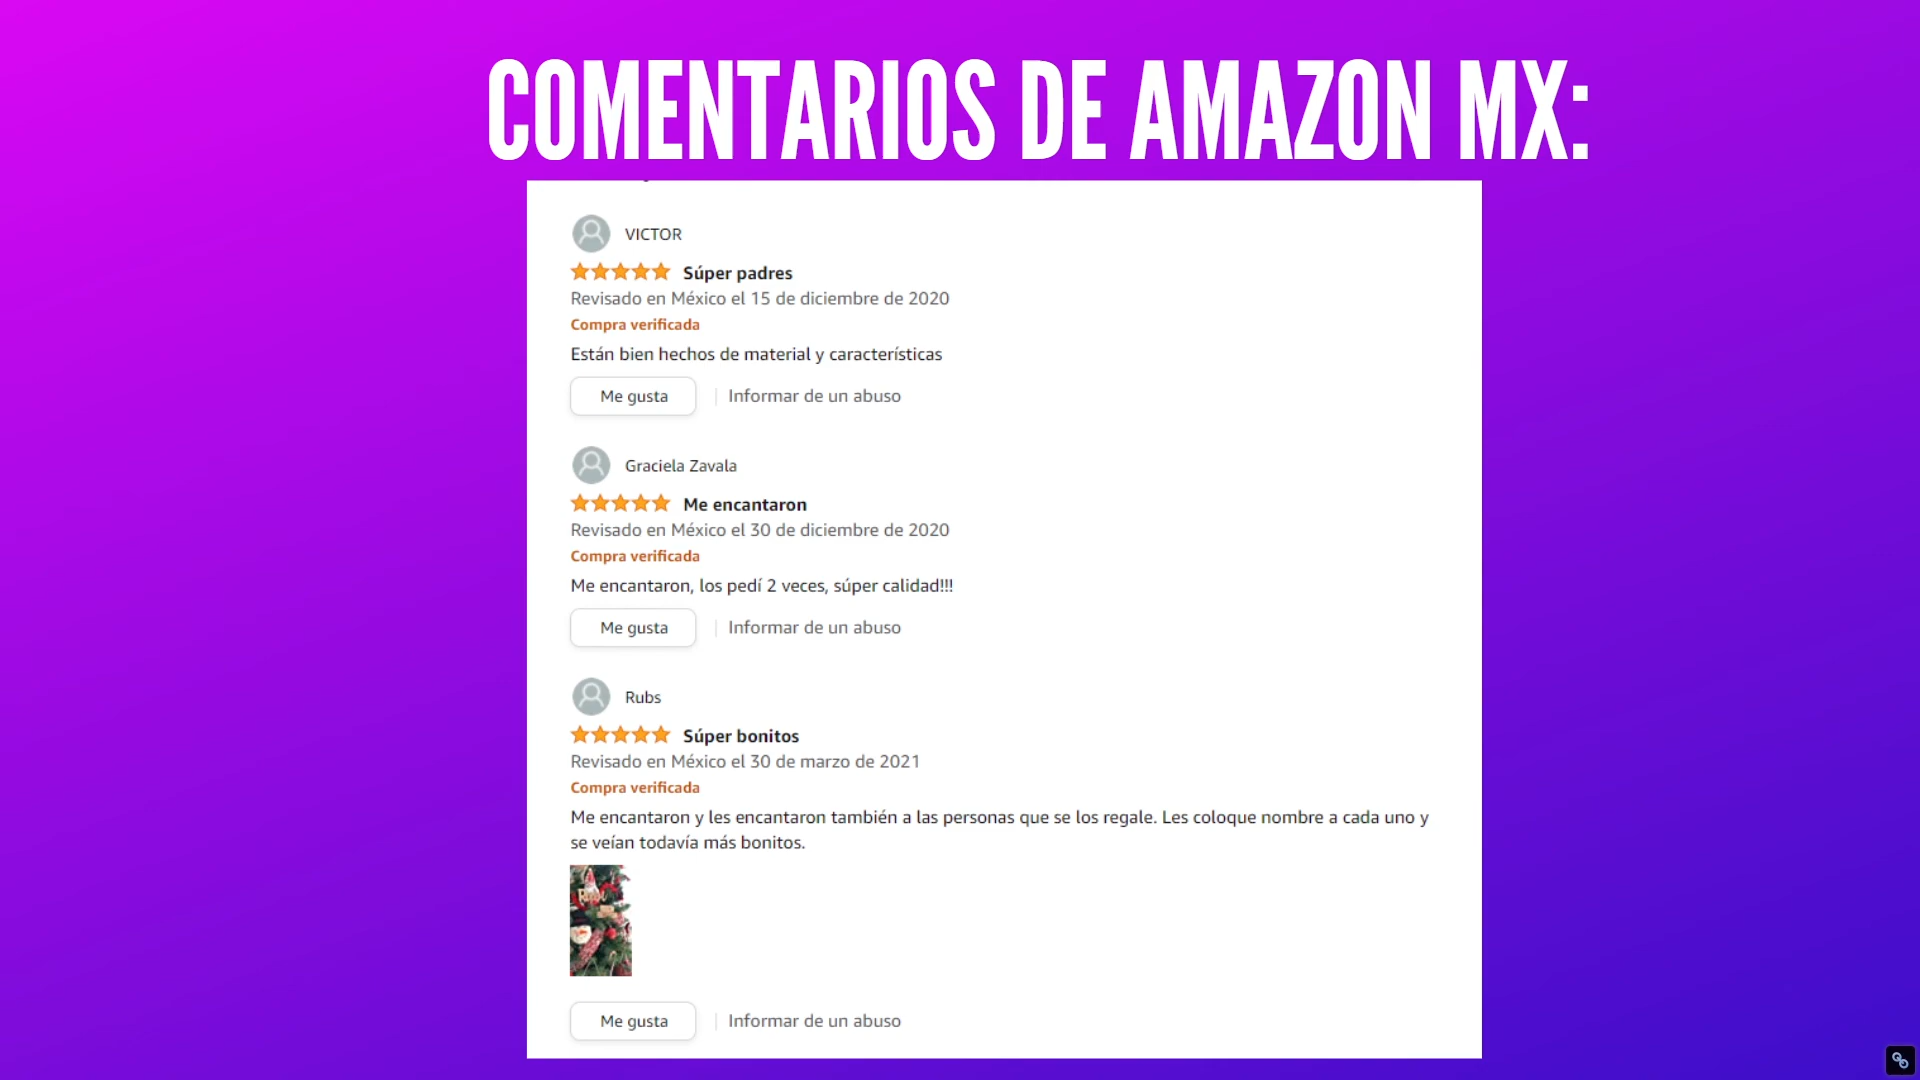 COMENTARIOS DE AMAZON MX:
VICTOR
Súper padres
Revisado en México el 15 de diciembre de 2020
Compra verificada
Están bien hechos de material y características
Me gusta | Informar de un abuso
Graciela Zavala
Me encantaron
Revisado en México el 30 de diciembre de 2020
Compra verificada
Me encantaron, los pedí 2 veces, súper calidad!!!
Me gusta | Informar de un abuso
Rubs
Súper bonitos
Revisado en México el 30 de marzo de 2021
Compra verificada
Me encantaron y les encantaron también a las personas que se los regale. Les coloque nombre a cada uno y
se veían todavía más bonitos.
Me gusta | Informar de un abuso